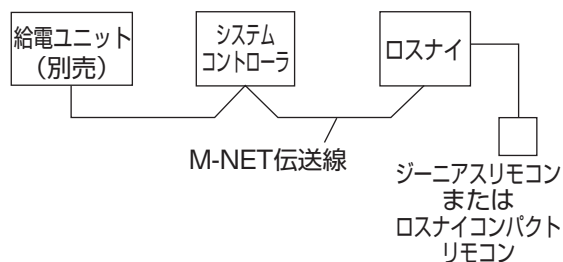 給電ユニット
（別売）
システム
コントローラ
ロスナイ
M-NET伝送線
ジーニアスリモコン
または
ロスナイコンパクト
リモコン